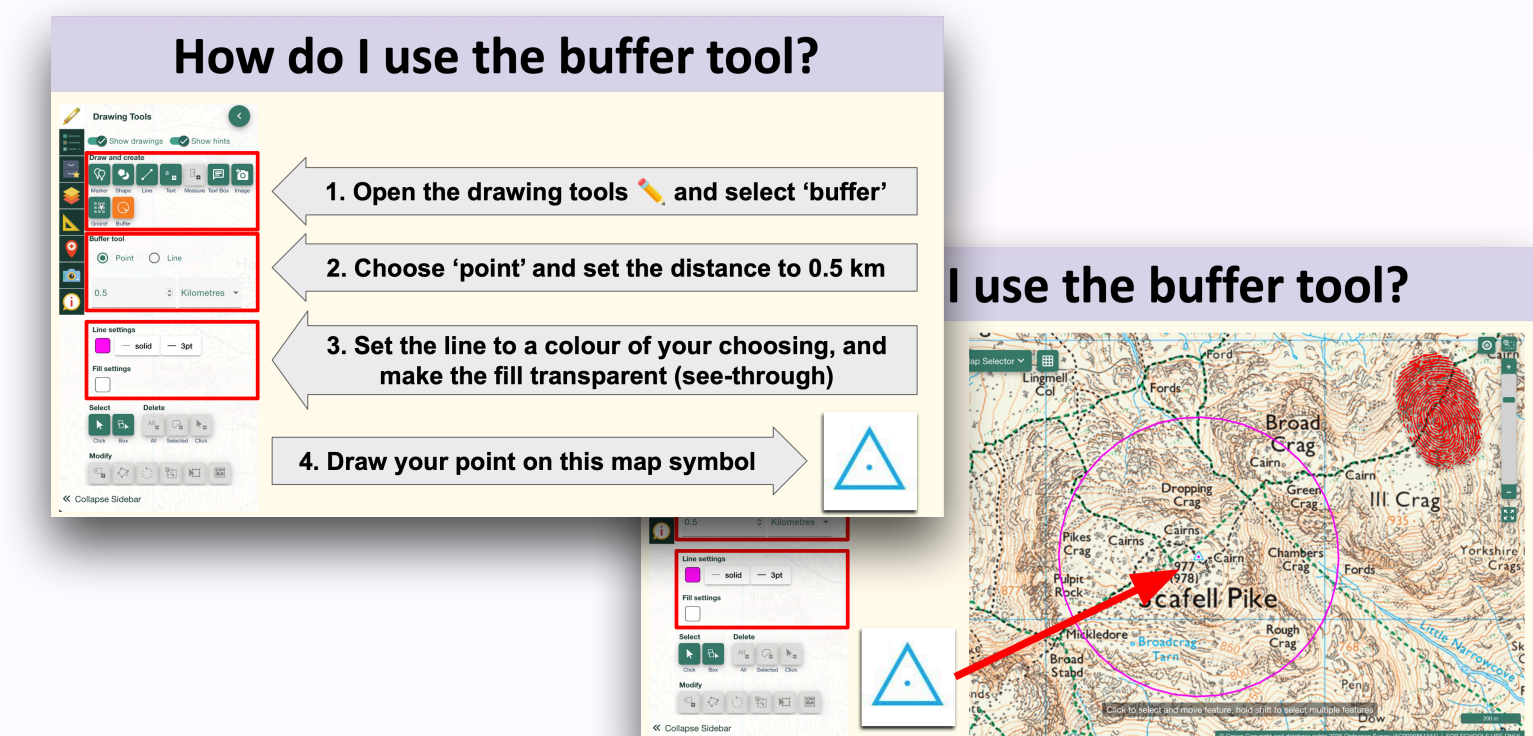 How do I use the buffer tool?
Drawing Tools
Show drawings Show hints
Draw and create
Marker Shape Line Text Measure Text Box Image
Gridref Buffer
Buffer tool
Point Line
0.5 Kilometres
Line settings
solid 3pt
Fill settings
Select Delete
Click Box All Selected Click
Modify
Collapse Sidebar
1. Open the drawing tools ✏️ and select ‘buffer’
2. Choose ‘point’ and set the distance to 0.5 km
3. Set the line to a colour of your choosing, and
make the fill transparent (see-through)
4. Draw your point on this map symbol
I use the buffer tool?
0.5 Kilometres
Line settings
solid 3pt
Fill settings
Select Delete
Click Box All Selected Click
Modify
Collapse Sidebar
Map Selector
Lingmell
Col
Ford
Fords
Cairn
Broad
Crag
Cairn
Cairn
Dropping
Crag
Green
Crag
Ill Crag
935
Pikes
Crag
Cairns
Cairns
Cairn
Chambers
Crag
Fords
Yorkshire
Crags
977
(978)
Pulpit
Rock
877
Scafell Pike
Mickledore
Broadcrag
Tarn
850
Rough
Crag
768
Little Narrowcove
Broad
Stand
800
Peng
Click to select and move feature, hold shift to select multiple features
Dow
200 m